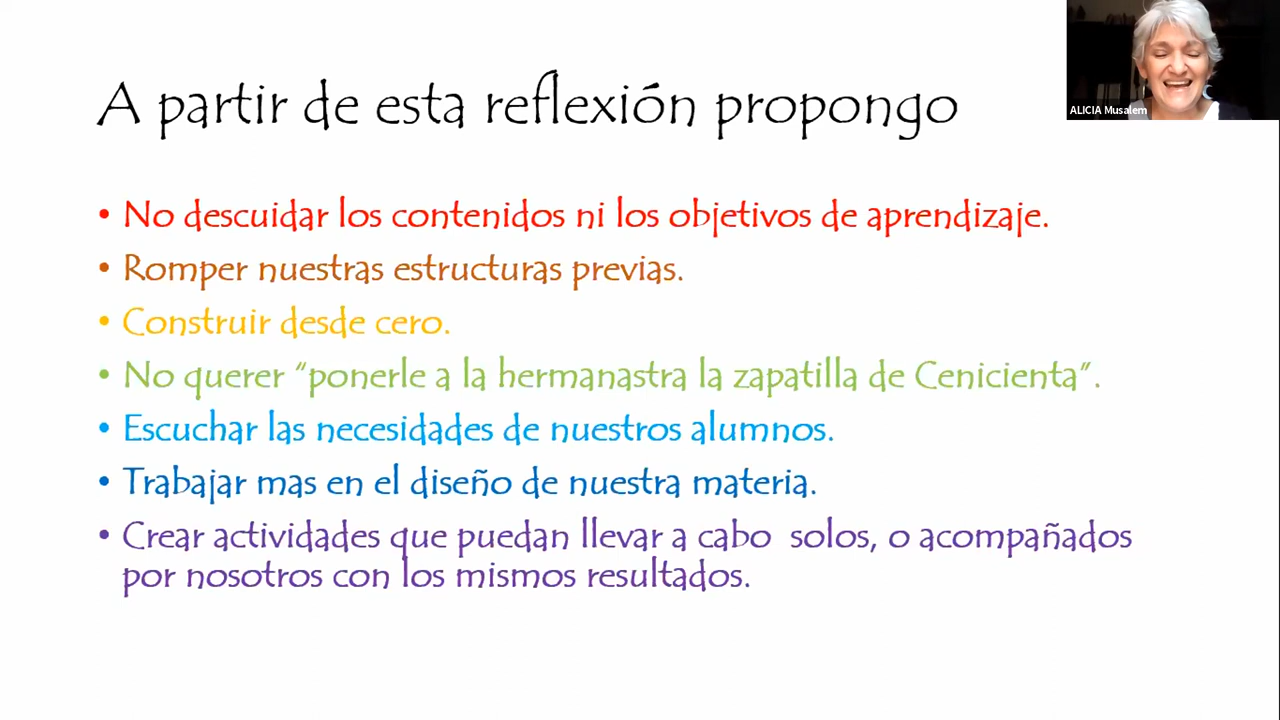 A partir de esta reflexión propongo
ALICIA Musalem
• No descuidar los contenidos ni los objetivos de aprendizaje.
• Romper nuestras estructuras previas.
• Construir desde cero.
• No querer “ponerle a la hermanastra la zapatilla de Cenicienta”.
• Escuchar las necesidades de nuestros alumnos.
• Trabajar mas en el diseño de nuestra materia.
• Crear actividades que puedan llevar a cabo solos, o acompañados
por nosotros con los mismos resultados.